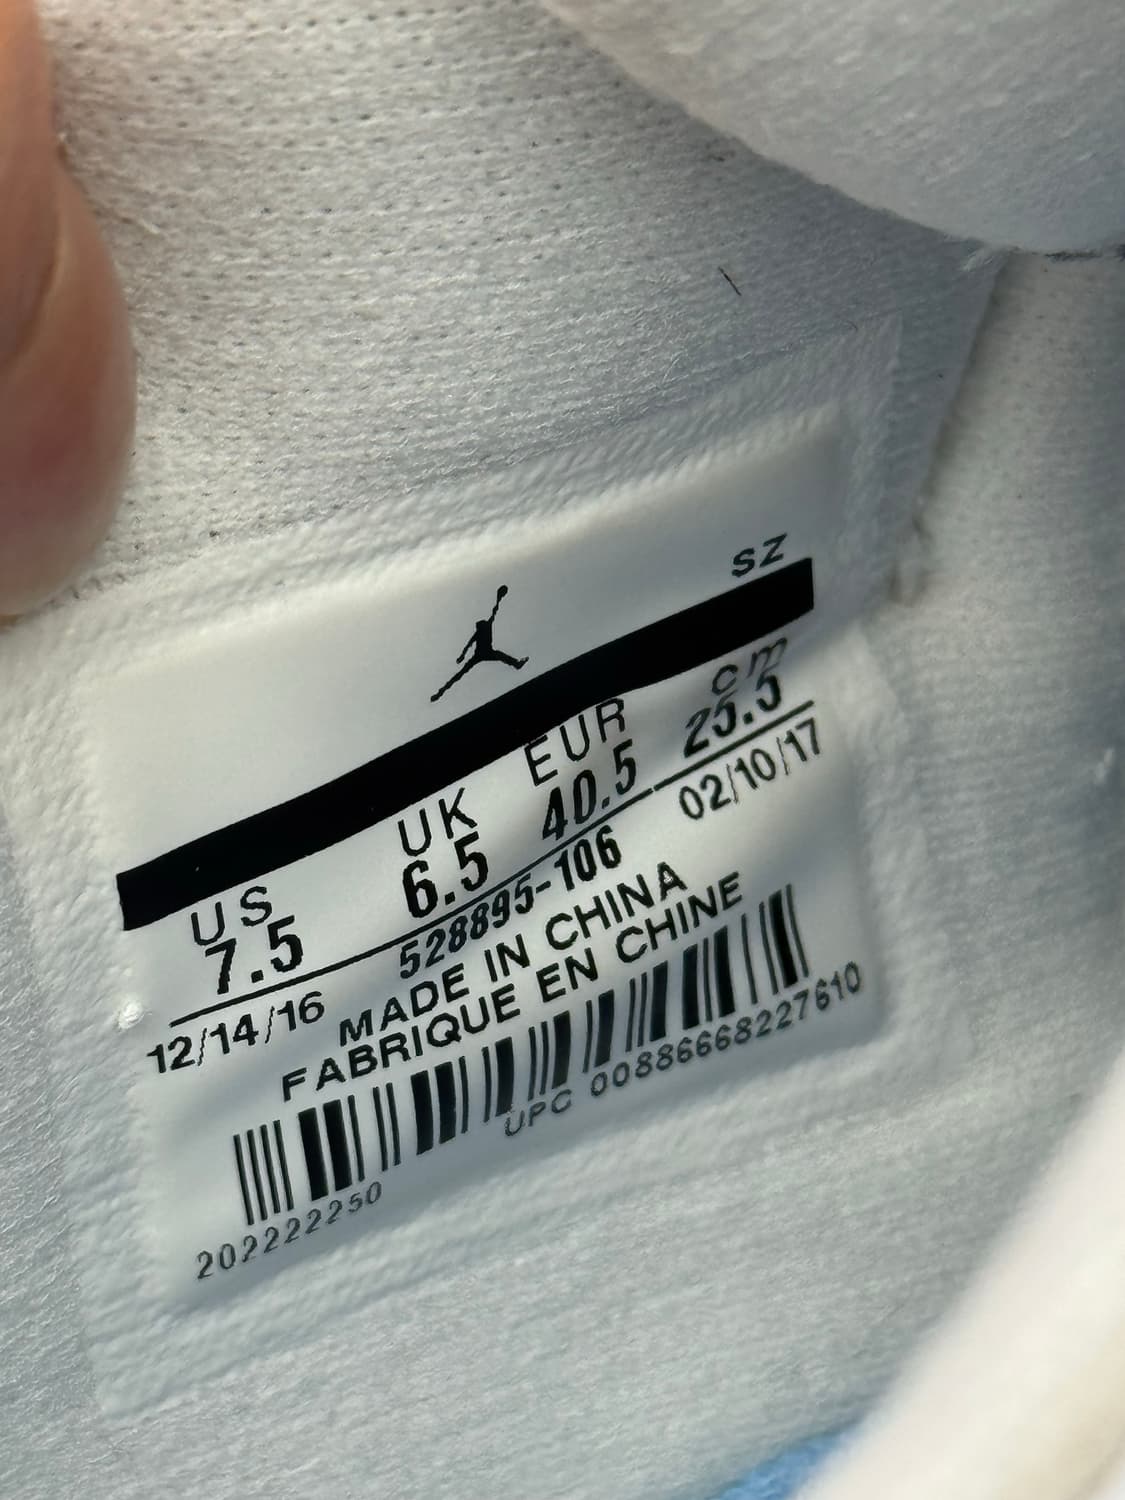 SZ
US UK EUR cm
7.5 6.5 40.5 25.5
12/14/16 528895-106 02/10/17
MADE IN CHINA
FABRIQUE EN CHINE
UPC 00886668227610
202222250